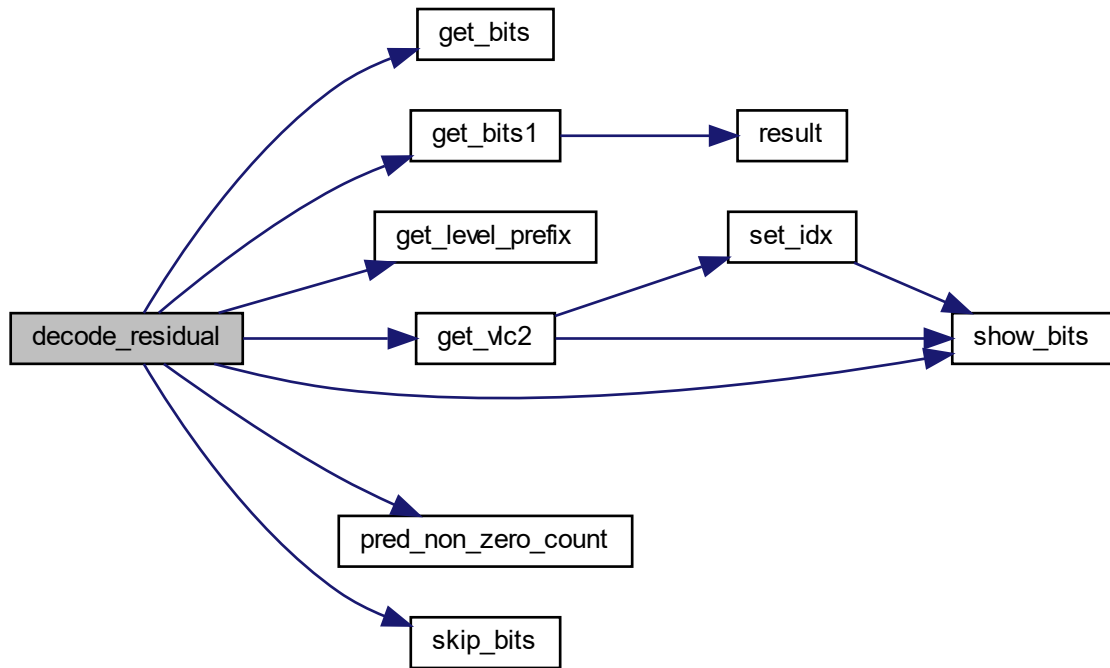 get_bits
get_bits1
result
get_level_prefix
set_idx
decode_residual
get_vlc2
show_bits
pred_non_zero_count
skip_bits